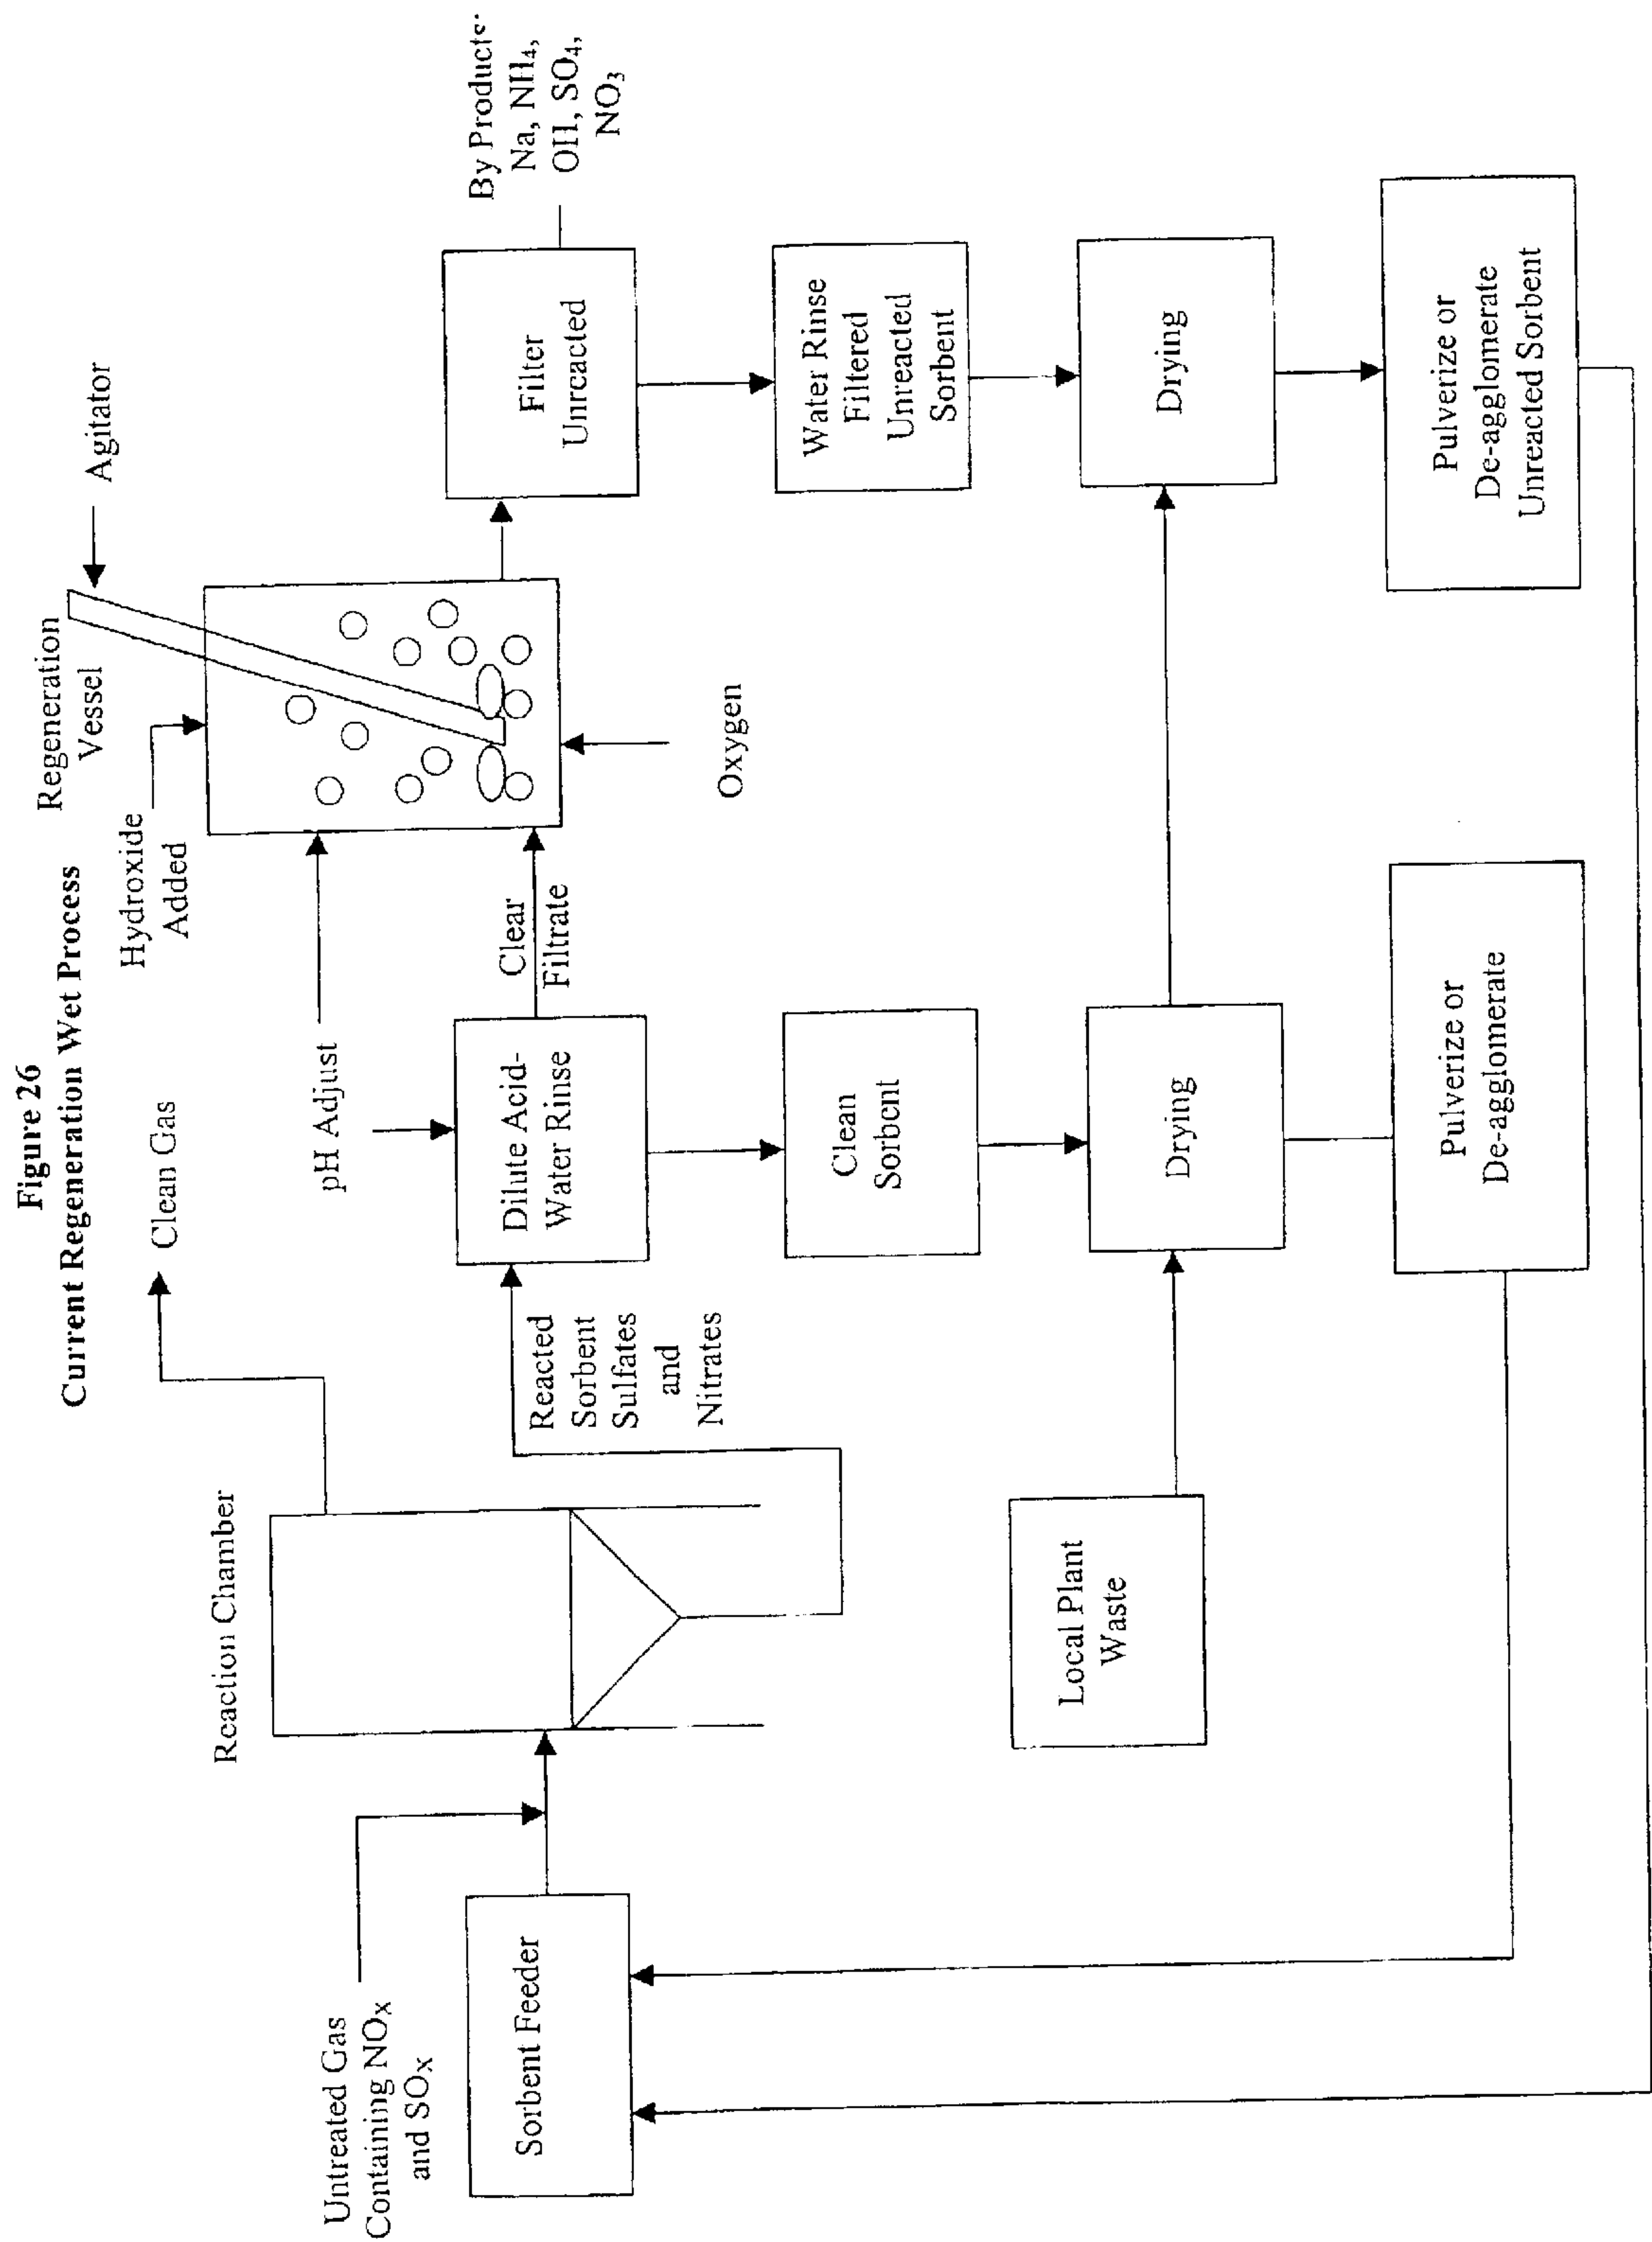 Figure 26
Current Regeneration Wet Process
Regeneration
Vessel
Agitator
Hydroxide
Added
Clean Gas
Reaction Chamber
pH Adjust
Untreated Gas
Containing NOX
and SOX
Sorbent Feeder
Reacted
Sorbent
Sulfates
and
Nitrates
Dilute Acid-
Water Rinse
Clear
Filtrate
Oxygen
Filter
Unreacted
By Products:
Na, NH4,
OH, SO4,
NO3
Clean
Sorbent
Water Rinse
Filtered
Unreacted
Sorbent
Local Plant
Waste
Drying
Drying
Pulverize or
De-agglomerate
Pulverize or
De-agglomerate
Unreacted Sorbent